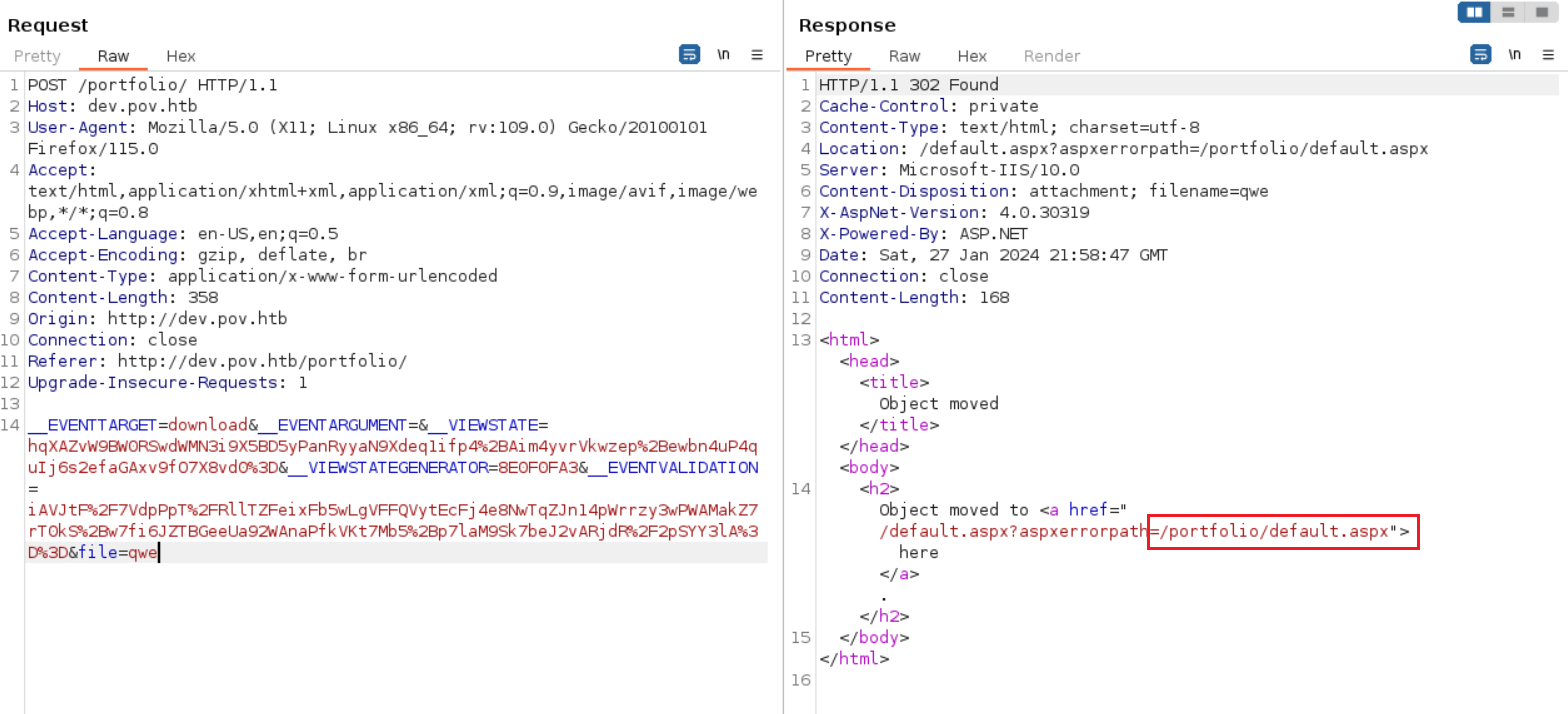 Request
Pretty Raw Hex \n
1 POST /portfolio/ HTTP/1.1
2 Host: dev.pov.htb
3 User-Agent: Mozilla/5.0 (X11; Linux x86_64; rv:109.0) Gecko/20100101
Firefox/115.0
4 Accept:
text/html,application/xhtml+xml,application/xml;q=0.9,image/avif,image/we
bp,*/*;q=0.8
5 Accept-Language: en-US,en;q=0.5
6 Accept-Encoding: gzip, deflate, br
7 Content-Type: application/x-www-form-urlencoded
8 Content-Length: 358
9 Origin: http://dev.pov.htb
10 Connection: close
11 Referer: http://dev.pov.htb/portfolio/
12 Upgrade-Insecure-Requests: 1
13
14 __EVENTTARGET=download&__EVENTARGUMENT=&__VIEWSTATE=
hqXAZvW9BW0RSwdWMN3i9X5BD5yPanRyyaN9Xdeq1ifp4%2BAim4yvrVkwzep%2Bewbn4uP4q
uIj6s2efaGAxv9fO7X8vd0%3D&__VIEWSTATEGENERATOR=8E0F0FA3&__EVENTVALIDATION
=
iAVJtF%2F7VdpPpT%2FRllTZFeixFb5wLgVFFQVytEcFj4e8NwTqZJn14pWrrzy3wPWAMakZ7
rT0kS%2Bw7fi6JZTBGeeUa92WAnaPfkVKt7Mb5%2Bp7laM9Sk7beJ2vARjdR%2F2pSYY3lA%3
D%3D&file=qwe
Response
Pretty Raw Hex Render \n
1 HTTP/1.1 302 Found
2 Cache-Control: private
3 Content-Type: text/html; charset=utf-8
4 Location: /default.aspx?aspxerrorpath=/portfolio/default.aspx
5 Server: Microsoft-IIS/10.0
6 Content-Disposition: attachment; filename=qwe
7 X-AspNet-Version: 4.0.30319
8 X-Powered-By: ASP.NET
9 Date: Sat, 27 Jan 2024 21:58:47 GMT
10 Connection: close
11 Content-Length: 168
12
13 <html>
<head>
<title>
Object moved
</title>
</head>
<body>
14 <h2>
Object moved to <a href="
/default.aspx?aspxerrorpath=/portfolio/default.aspx">
here
</a>
.
</h2>
15 </body>
</html>
16